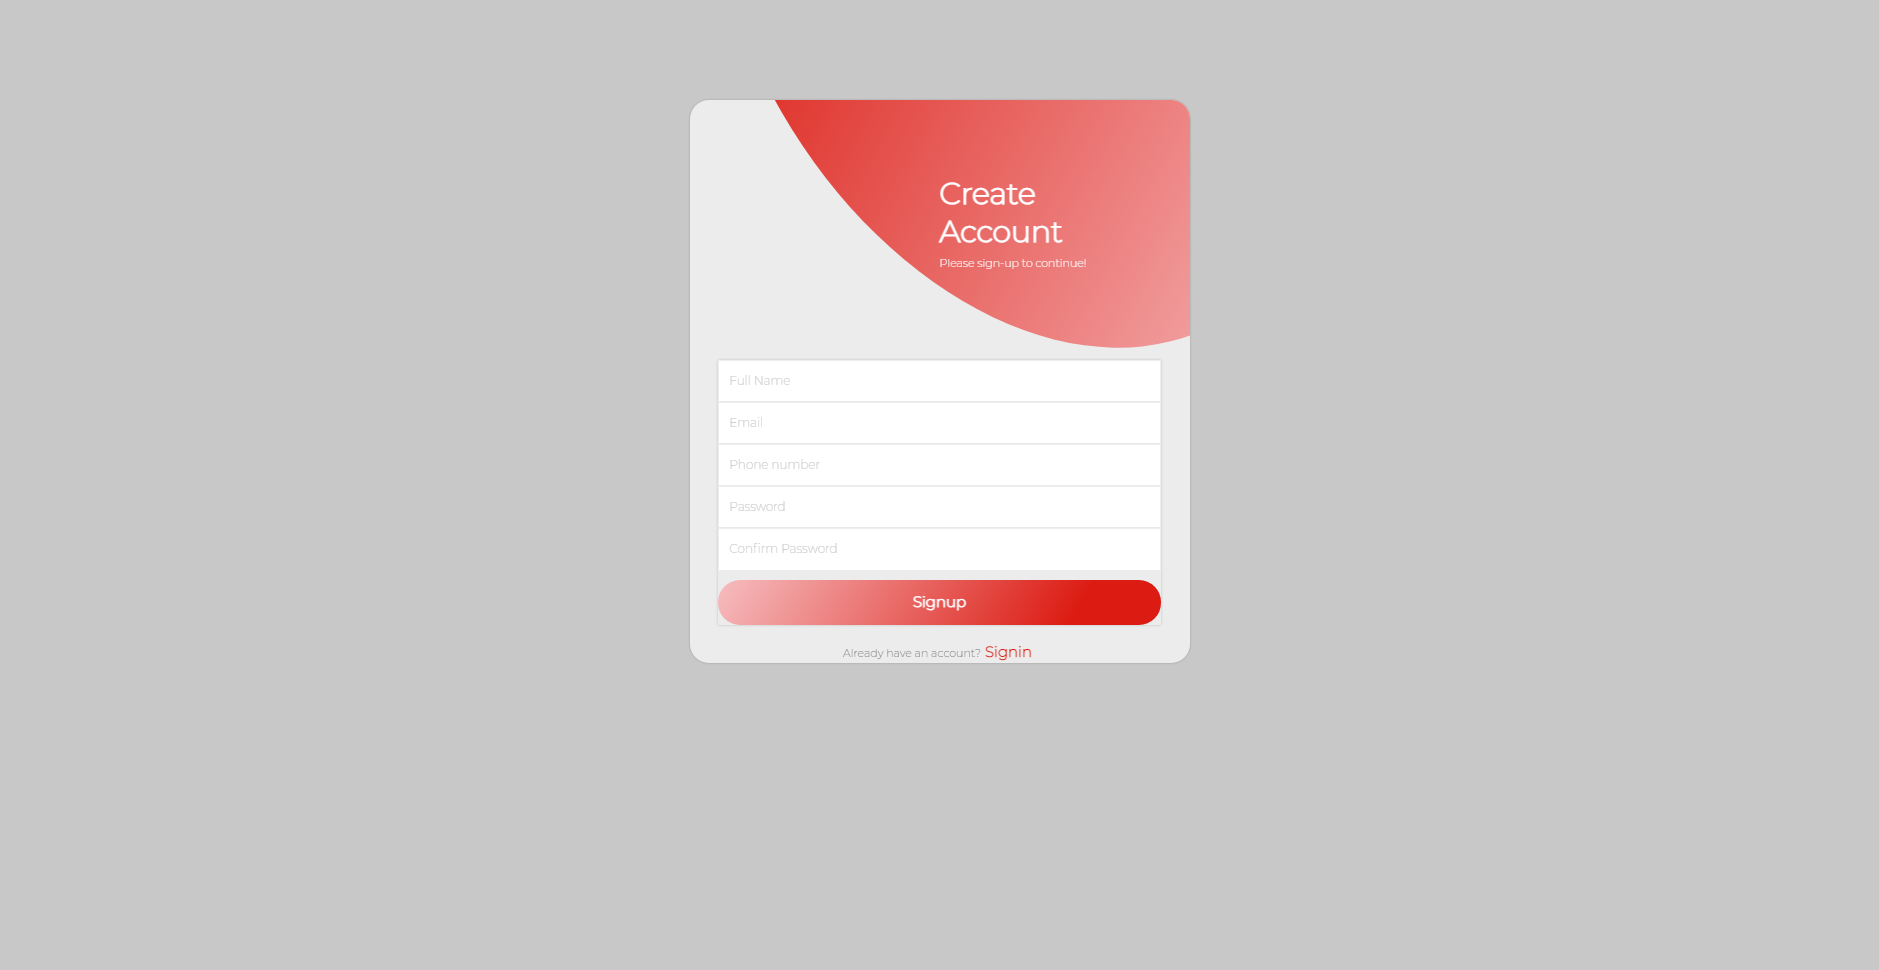 Create
Account
Please sign-up to continue!
Full Name
Email
Phone number
Password
Confirm Password
Signup
Already have an account? Signin